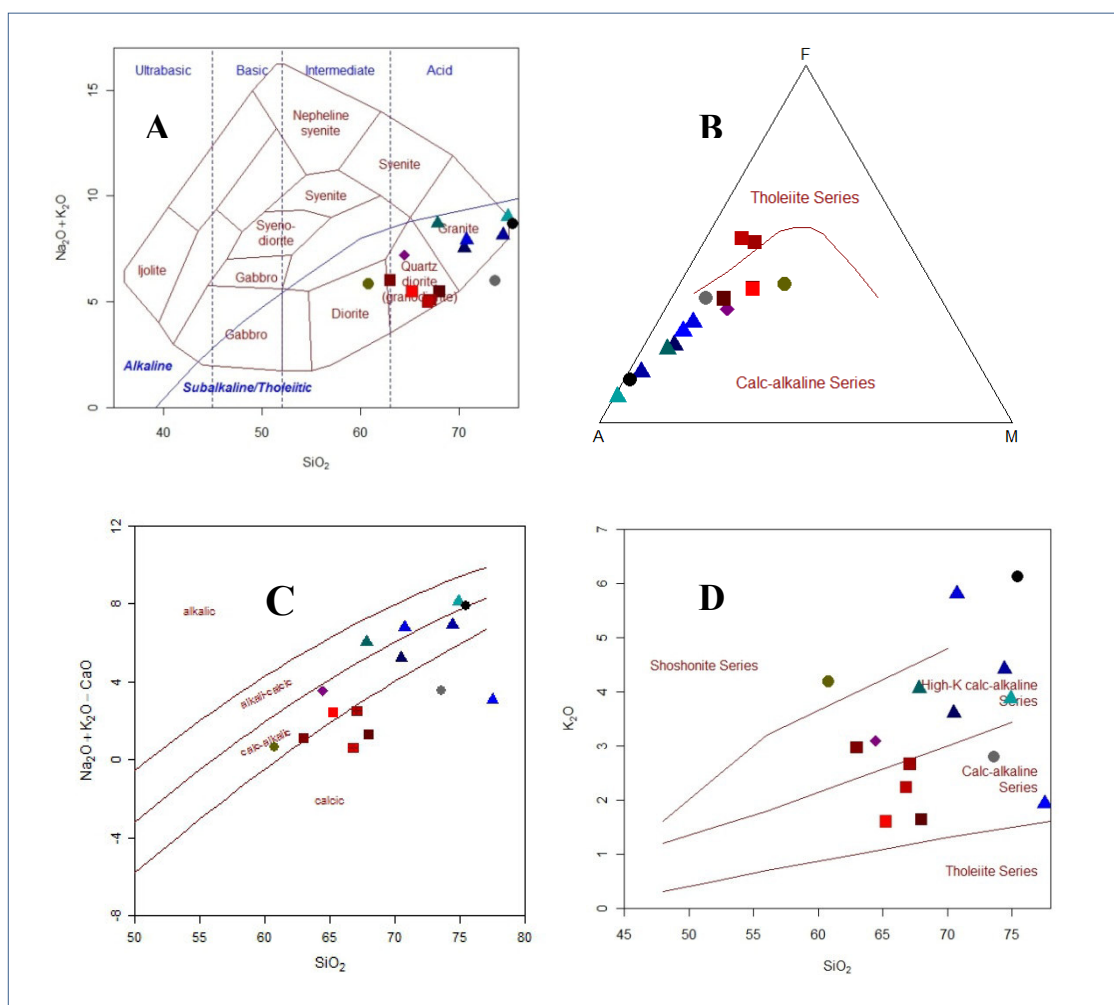 A
Ultrabasic
Basic
Intermediate
Acid
Nepheline
syenite
Syenite
Syenite
Syeno-
diorite
Granite
Ijolite
Gabbro
Quartz
diorite
(granodiorite)
Diorite
Gabbro
Alkaline
Subalkaline/Tholeiitic
Na₂O + K₂O
0
5
10
15
40
50
60
70
SiO₂
B
F
Tholeiite Series
Calc-alkaline Series
A
M
C
alkalic
alkali-calcic
calc-alkalic
calcic
Na₂O + K₂O − CaO
12
8
4
0
-4
-8
50
55
60
65
70
75
80
SiO₂
D
Shoshonite Series
High-K calc-alkaline
Series
Calc-alkaline
Series
Tholeiite Series
K₂O
7
6
5
4
3
2
1
0
45
50
55
60
65
70
75
SiO₂